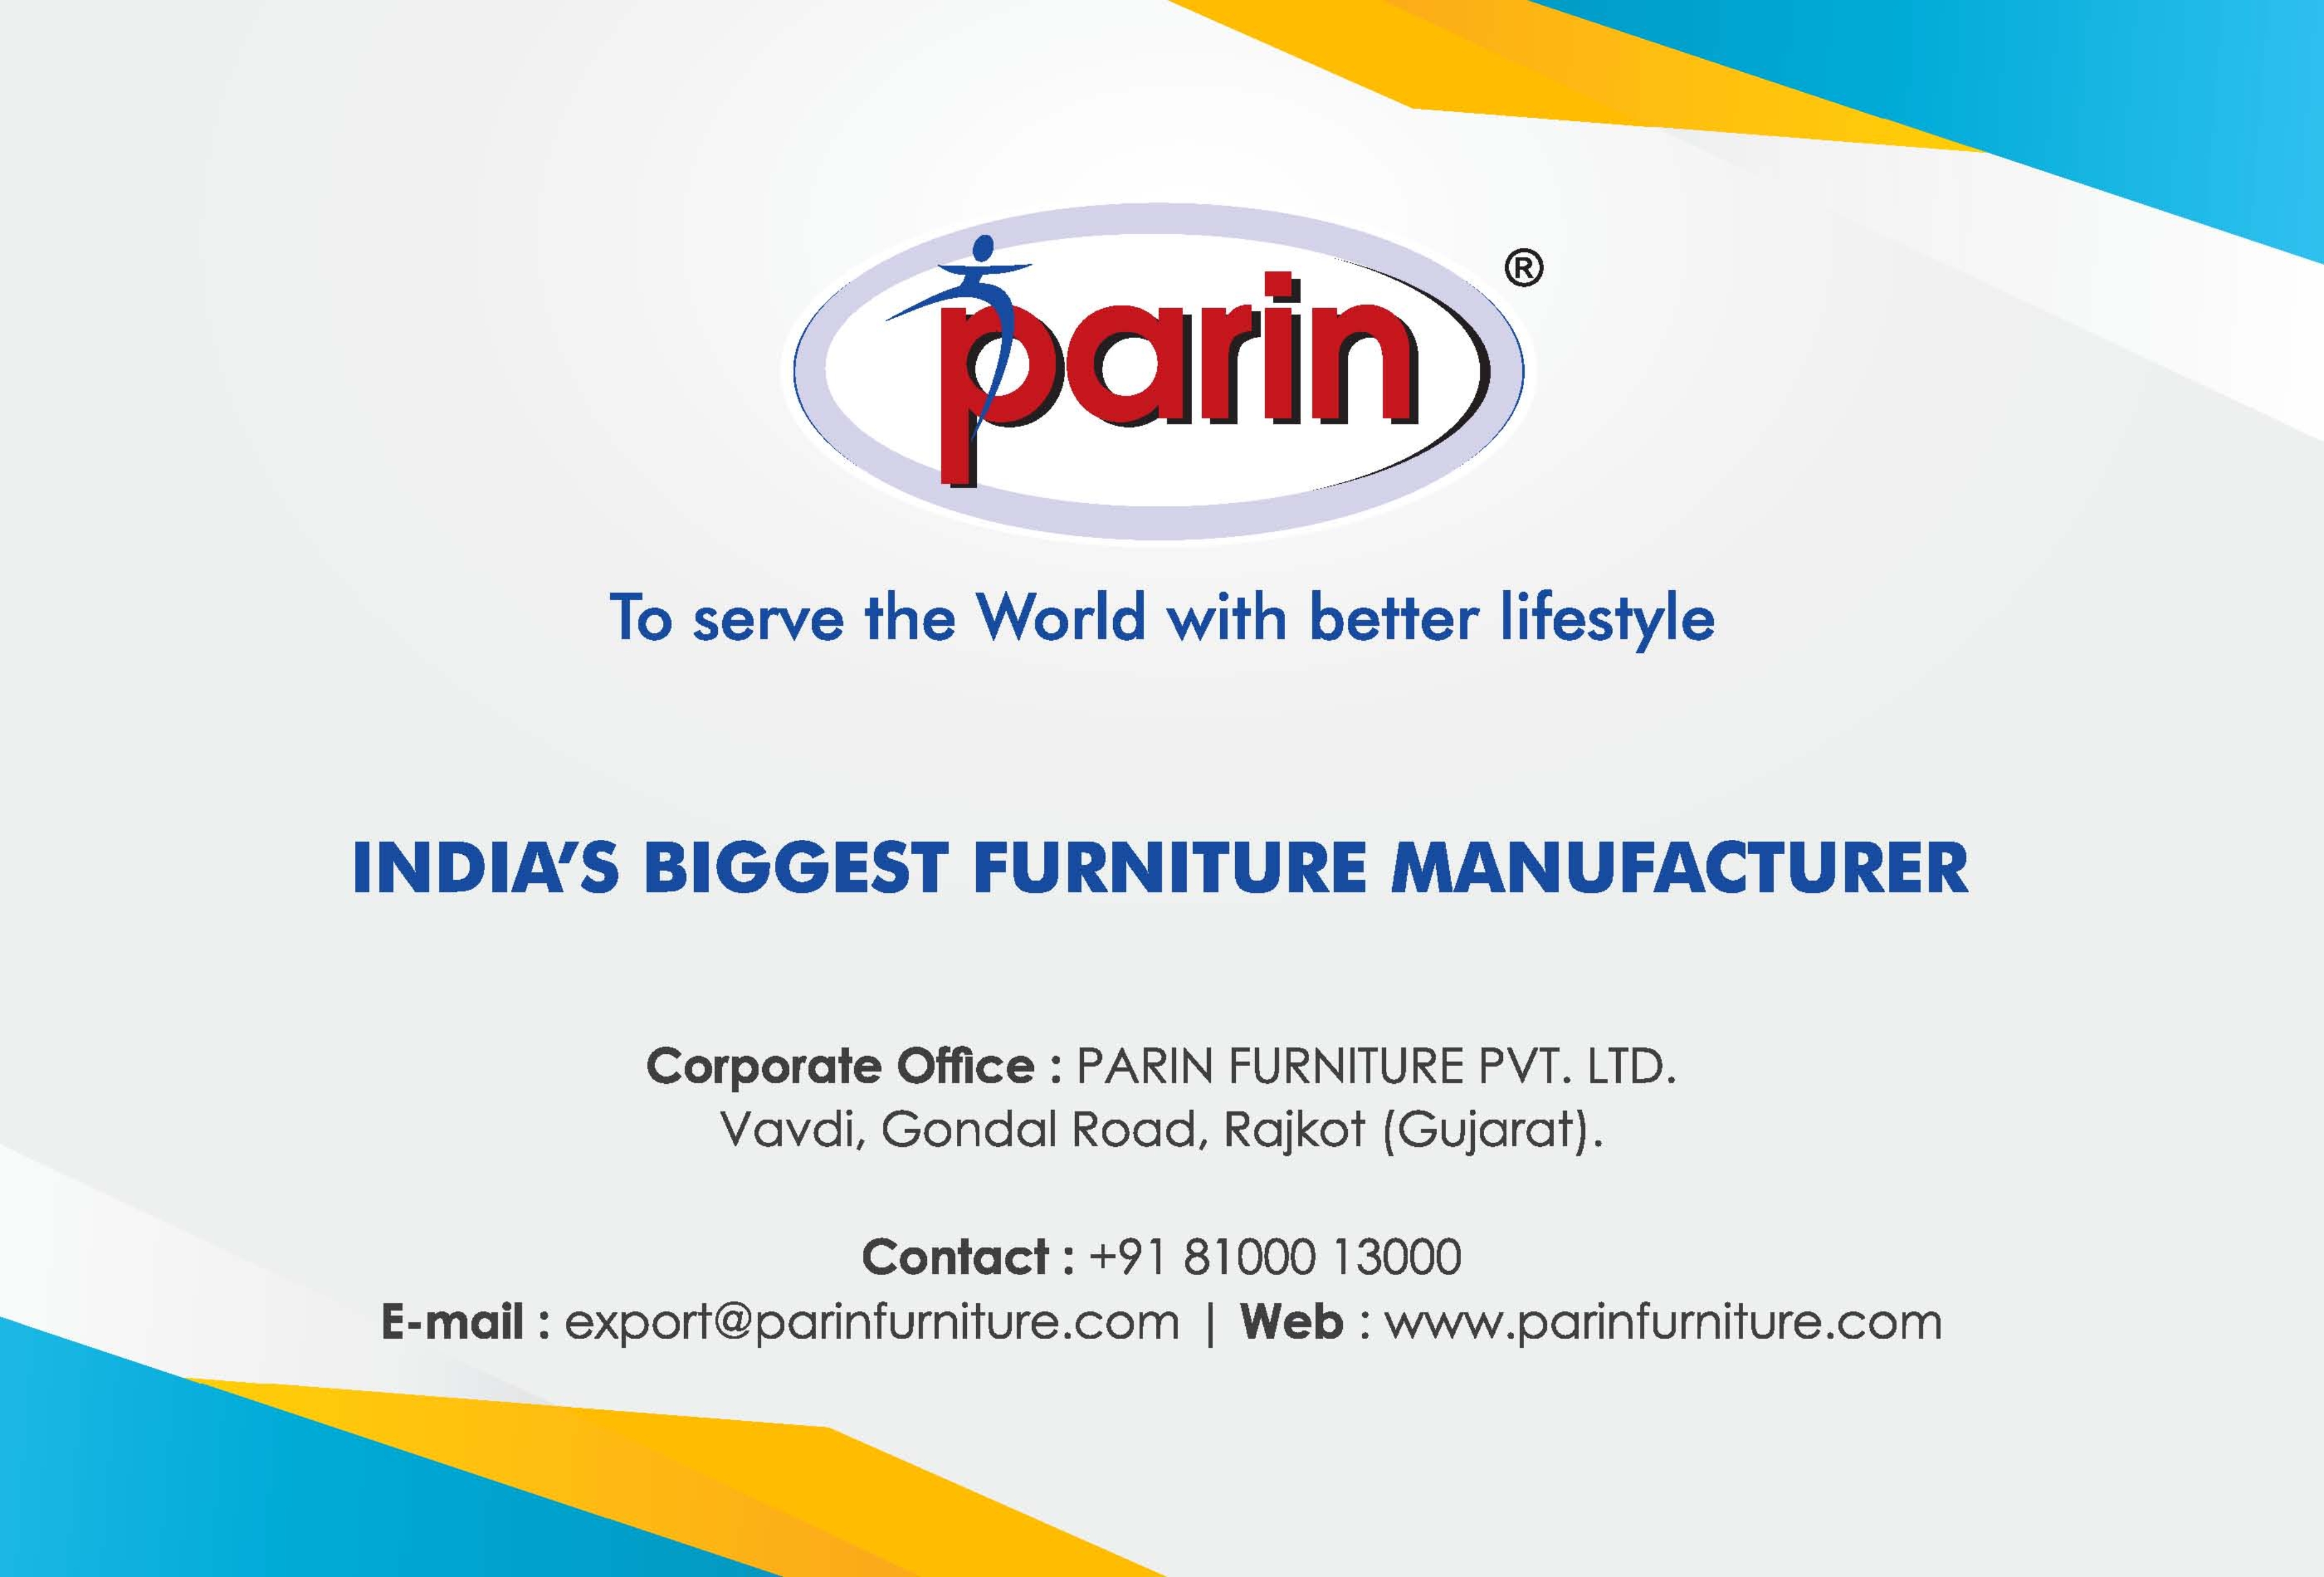 parin ®
To serve the World with better lifestyle
INDIA'S BIGGEST FURNITURE MANUFACTURER
Corporate Office : PARIN FURNITURE PVT. LTD.
Vavdi, Gondal Road, Rajkot (Gujarat).
Contact : +91 81000 13000
E-mail : export@parinfurniture.com | Web : www.parinfurniture.com